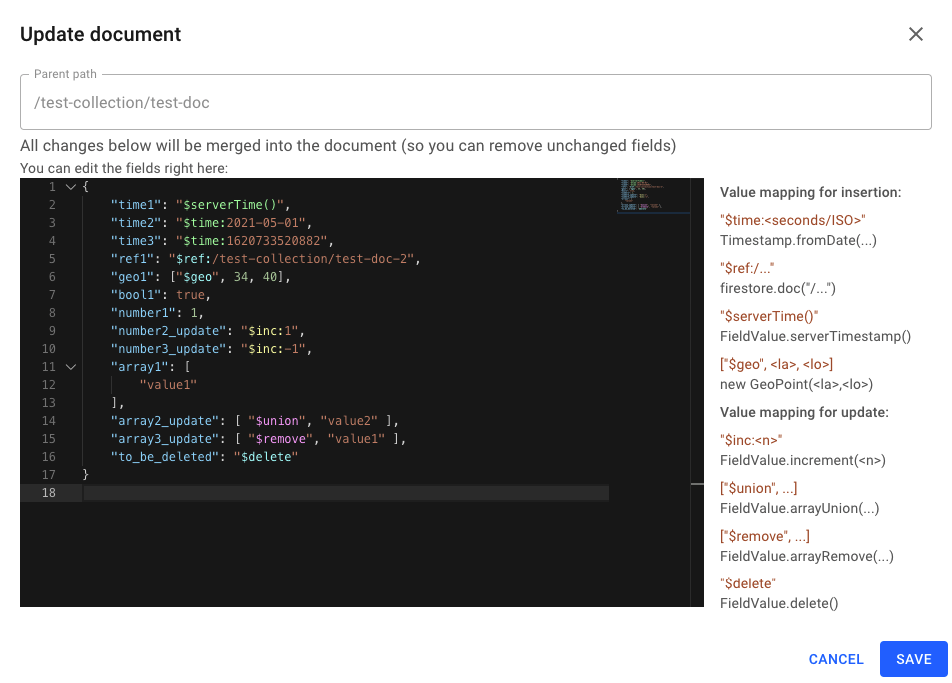 Update document
Parent path
/test-collection/test-doc
All changes below will be merged into the document (so you can remove unchanged fields)
You can edit the fields right here:
1 {
2 "time1": "$serverTime()",
3 "time2": "$time:2021-05-01",
4 "time3": "$time:1620733520882",
5 "ref1": "$ref:/test-collection/test-doc-2",
6 "geo1": ["$geo", 34, 40],
7 "bool1": true,
8 "number1": 1,
9 "number2_update": "$inc:1",
10 "number3_update": "$inc:-1",
11 "array1": [
12 "value1"
13 ],
14 "array2_update": [ "$union", "value2" ],
15 "array3_update": [ "$remove", "value1" ],
16 "to_be_deleted": "$delete"
17 }
18
Value mapping for insertion:
"$time:<seconds/ISO>"
Timestamp.fromDate(...)
"$ref:/..."
firestore.doc("/...")
"$serverTime()"
FieldValue.serverTimestamp()
["$geo", <la>, <lo>]
new GeoPoint(<la>,<lo>)
Value mapping for update:
"$inc:<n>"
FieldValue.increment(<n>)
["$union", ...]
FieldValue.arrayUnion(...)
["$remove", ...]
FieldValue.arrayRemove(...)
"$delete"
FieldValue.delete()
CANCEL
SAVE